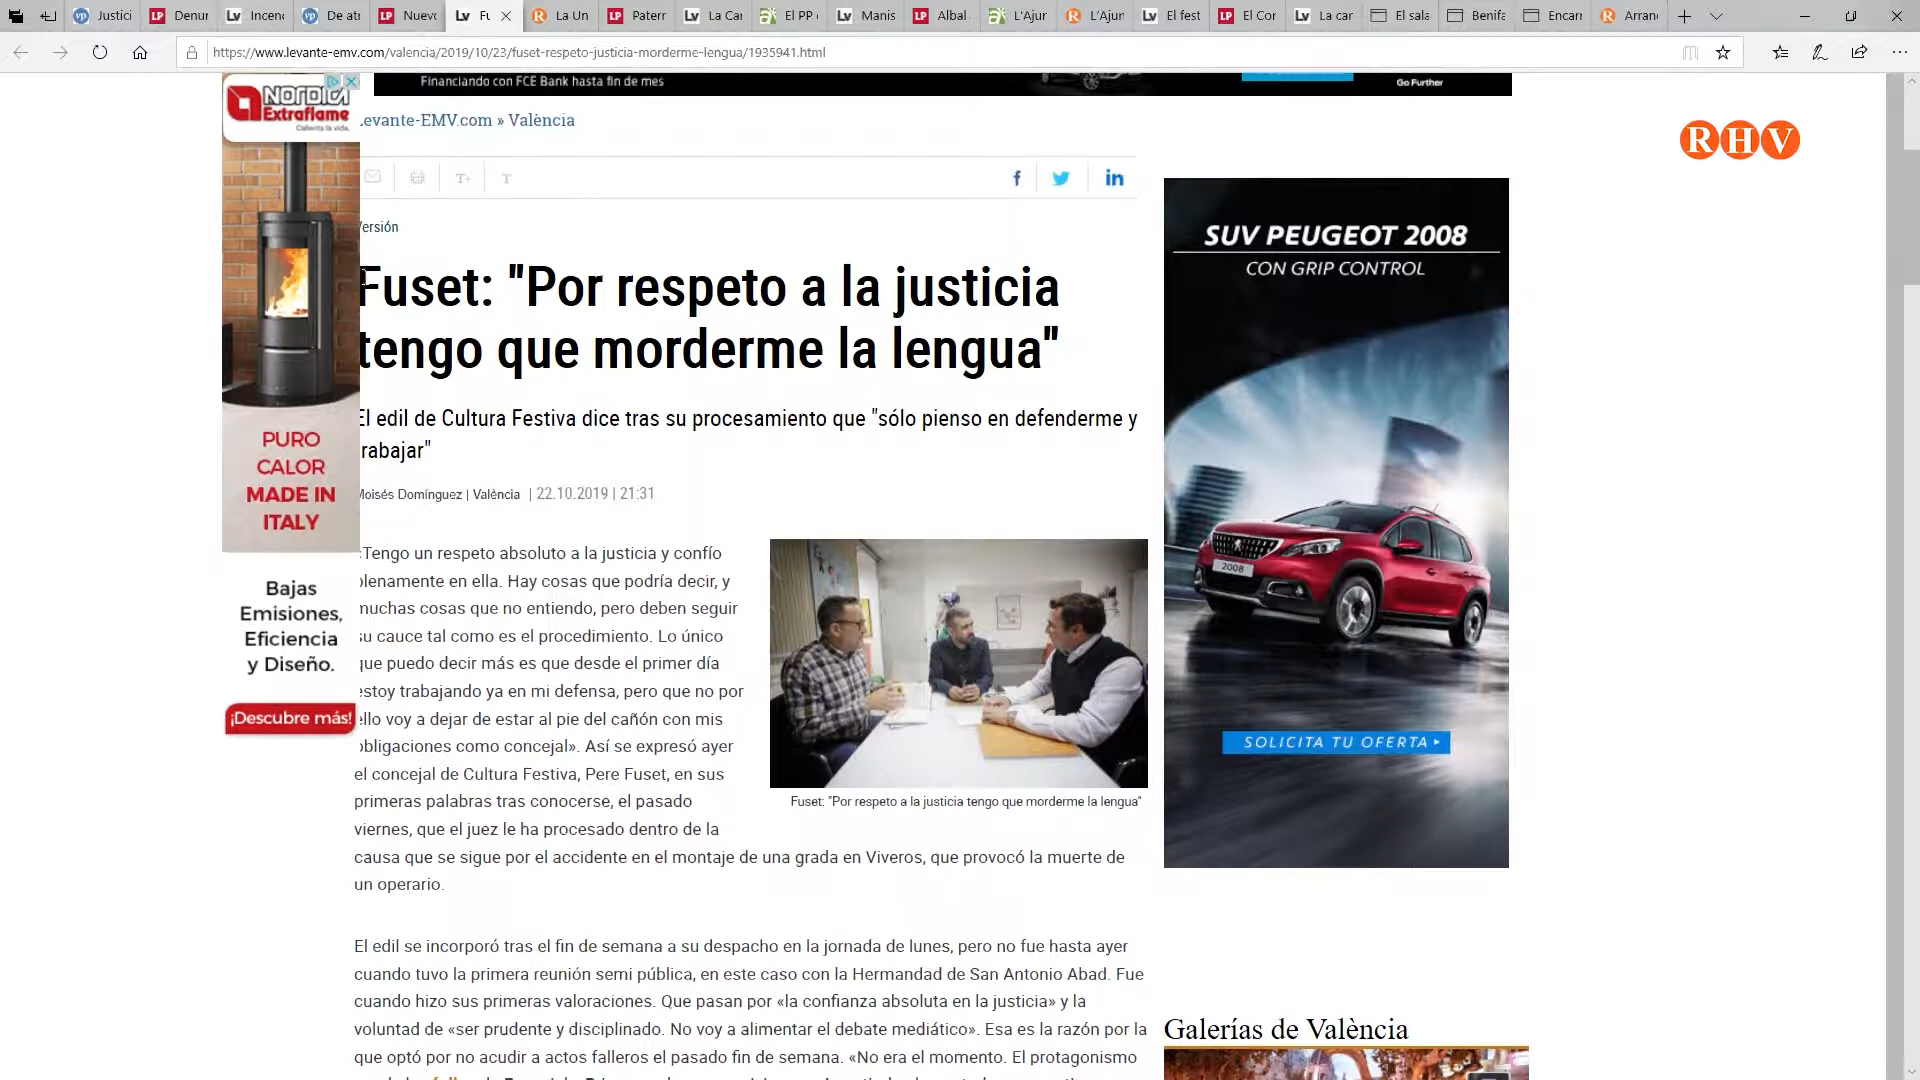 Justici
Denur
Incenc
De atr
Nuevo
Fu
La Un
Patern
La Car
El PP
Manis
Albal
L'Ajur
L'Ajun
El fest
El Cor
La car
El sala
Benifa
Encarr
Arranc
https://www.levante-emv.com/valencia/2019/10/23/fuset-respeto-justicia-morderme-lengua/1935941.html
NORDICA
Extraflame
Calienta la vida.
Financiando con FCE Bank hasta fin de mes
Go Further
evante-EMV.com » València
RHV
T+
T
f
in
ersión
Fuset: "Por respeto a la justicia
tengo que morderme la lengua"
El edil de Cultura Festiva dice tras su procesamiento que "sólo pienso en defenderme y
rabajar"
Moisés Domínguez | València | 22.10.2019 | 21:31
PURO
CALOR
MADE IN
ITALY
Bajas
Emisiones,
Eficiencia
y Diseño.
¡Descubre más!
«Tengo un respeto absoluto a la justicia y confío
plenamente en ella. Hay cosas que podría decir, y
muchas cosas que no entiendo, pero deben seguir
su cauce tal como es el procedimiento. Lo único
que puedo decir más es que desde el primer día
estoy trabajando ya en mi defensa, pero que no por
ello voy a dejar de estar al pie del cañón con mis
obligaciones como concejal». Así se expresó ayer
el concejal de Cultura Festiva, Pere Fuset, en sus
primeras palabras tras conocerse, el pasado
viernes, que el juez le ha procesado dentro de la
causa que se sigue por el accidente en el montaje de una grada en Viveros, que provocó la muerte de
un operario.
Fuset: "Por respeto a la justicia tengo que morderme la lengua"
El edil se incorporó tras el fin de semana a su despacho en la jornada de lunes, pero no fue hasta ayer
cuando tuvo la primera reunión semi pública, en este caso con la Hermandad de San Antonio Abad. Fue
cuando hizo sus primeras valoraciones. Que pasan por «la confianza absoluta en la justicia» y la
voluntad de «ser prudente y disciplinado. No voy a alimentar el debate mediático». Esa es la razón por la
que optó por no acudir a actos falleros el pasado fin de semana. «No era el momento. El protagonismo
SUV PEUGEOT 2008
CON GRIP CONTROL
2008
SOLICITA TU OFERTA
Galerías de València